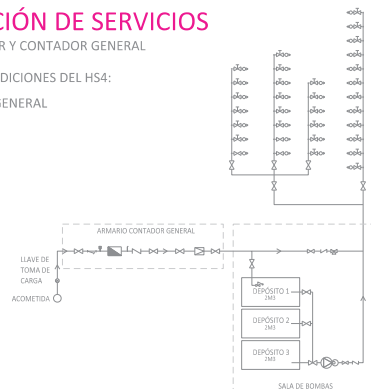 CIÓN DE SERVICIOS
R Y CONTADOR GENERAL
DICIONES DEL HS4:
GENERAL
ARMARIO CONTADOR GENERAL
LLAVE DE
TOMA DE
CARGA
ACOMETIDA
DEPÓSITO 1
2M3
DEPÓSITO 2
2M3
DEPÓSITO 3
2M3
SALA DE BOMBAS